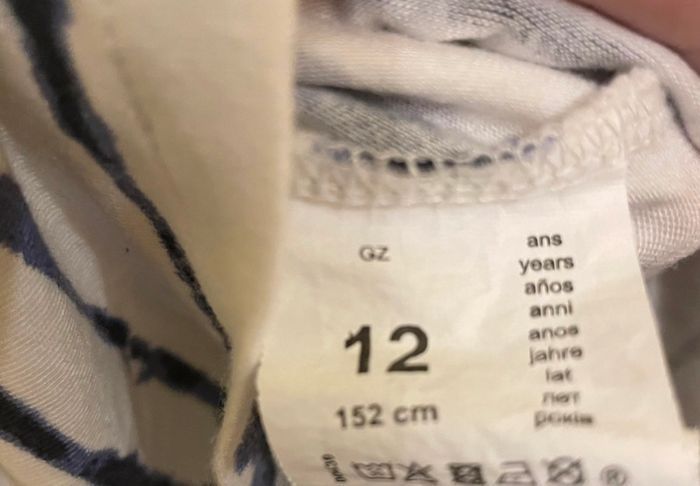 GZ
12
152 cm
ans
years
años
anni
anos
jahre
lat
лет
років
®